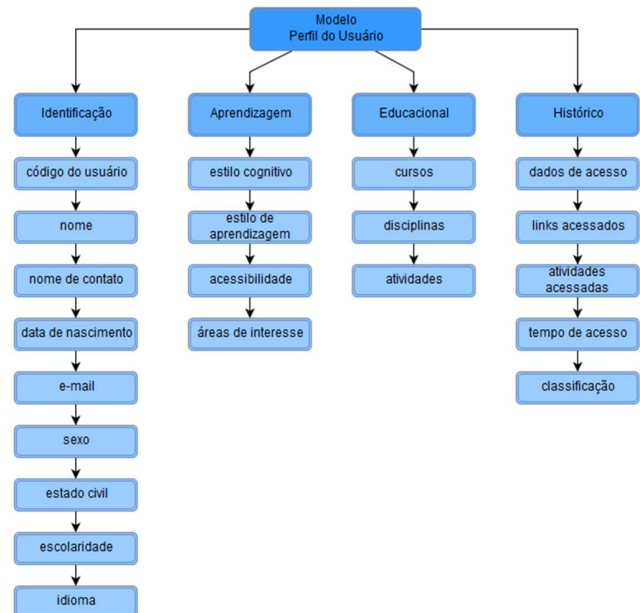 Modelo
Perfil do Usuário
Identificação
Aprendizagem
Educacional
Histórico
código do usuário
estilo cognitivo
cursos
dados de acesso
nome
estilo de
aprendizagem
disciplinas
links acessados
nome de contato
acessibilidade
atividades
atividades
acessadas
data de nascimento
áreas de interesse
tempo de acesso
e-mail
classificação
sexo
estado civil
escolaridade
idioma